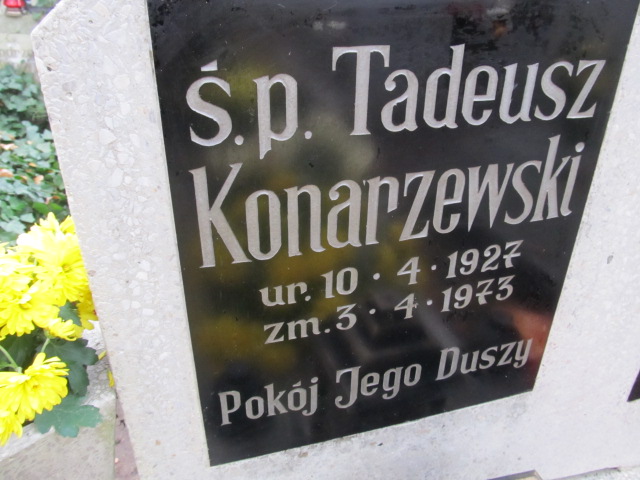 ś.p. Tadeusz
Konarzewski
ur. 10 · 4 · 1927
zm. 3 · 4 · 1973
Pokój Jego Duszy